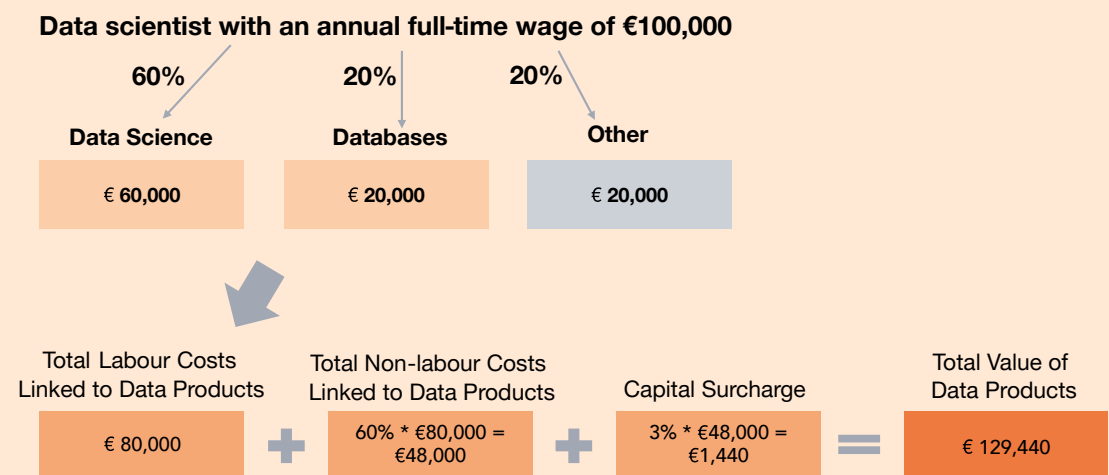 Data scientist with an annual full-time wage of €100,000
60%
20%
20%
Data Science
Databases
Other
€ 60,000
€ 20,000
€ 20,000
Total Labour Costs
Linked to Data Products
Total Non-labour Costs
Linked to Data Products
Capital Surcharge
Total Value of
Data Products
€ 80,000
60% * €80,000 =
€48,000
3% * €48,000 =
€1,440
€ 129,440